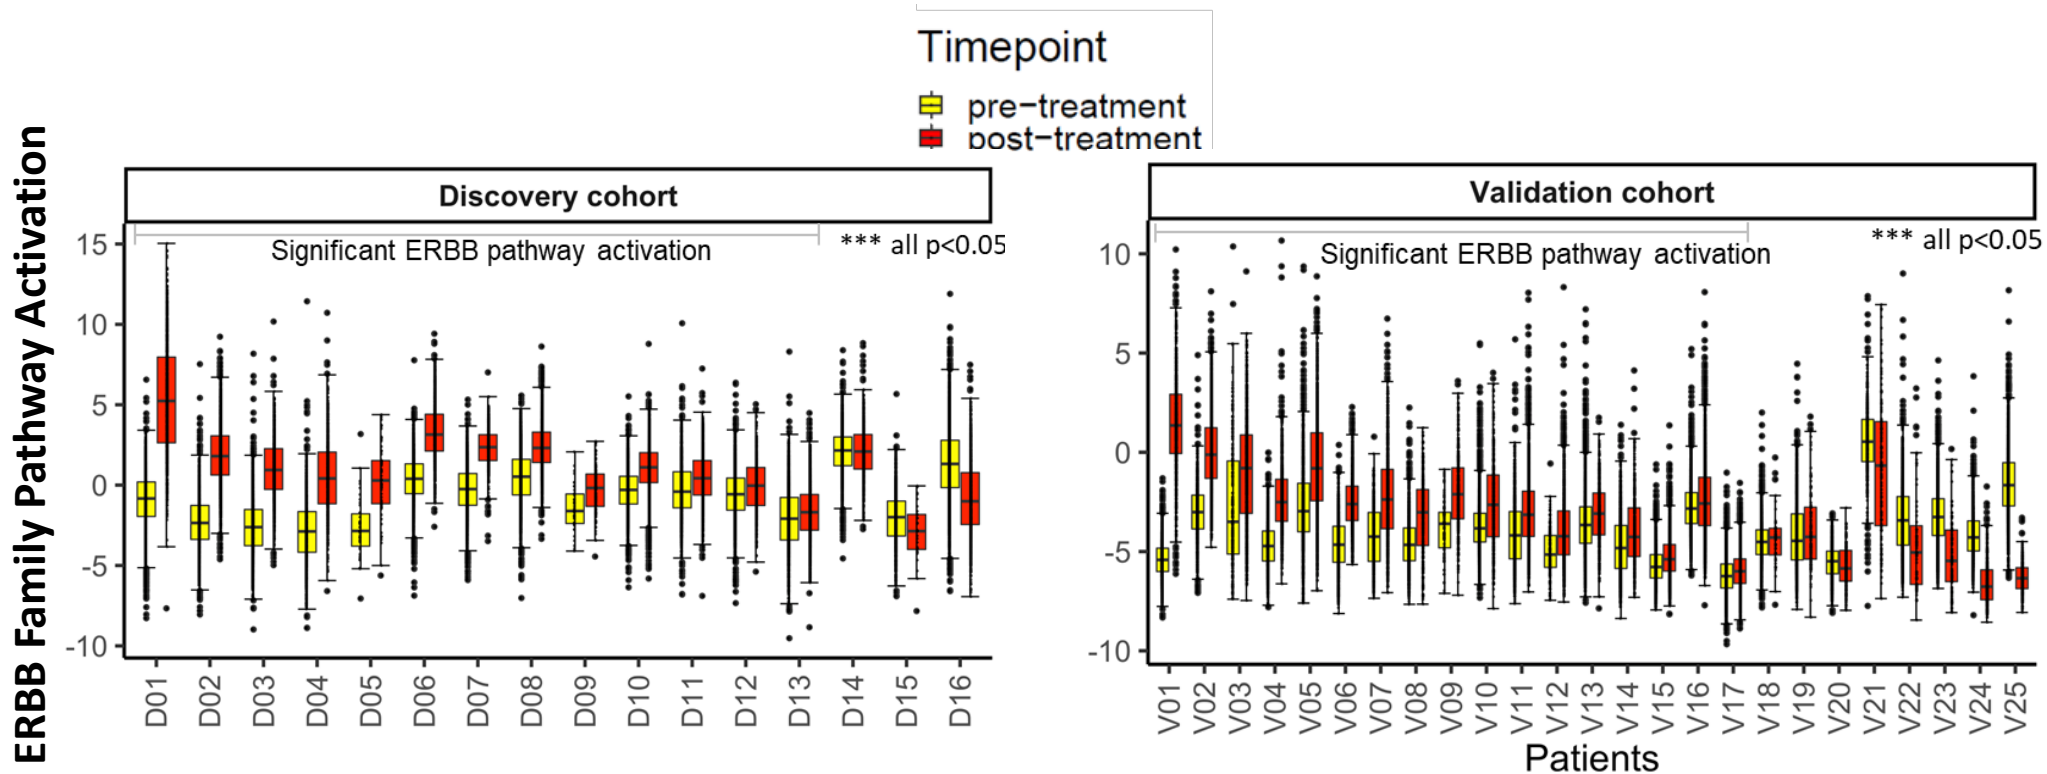 Timepoint
pre-treatment
post-treatment
ERBB Family Pathway Activation
Discovery cohort
Significant ERBB pathway activation
*** all p<0.05
15
10
5
0
-5
-10
D01 D02 D03 D04 D05 D06 D07 D08 D09 D10 D11 D12 D13 D14 D15 D16
Validation cohort
Significant ERBB pathway activation
*** all p<0.05
10
5
0
-5
-10
V01 V02 V03 V04 V05 V06 V07 V08 V09 V10 V11 V12 V13 V14 V15 V16 V17 V18 V19 V20 V21 V22 V23 V24 V25
Patients